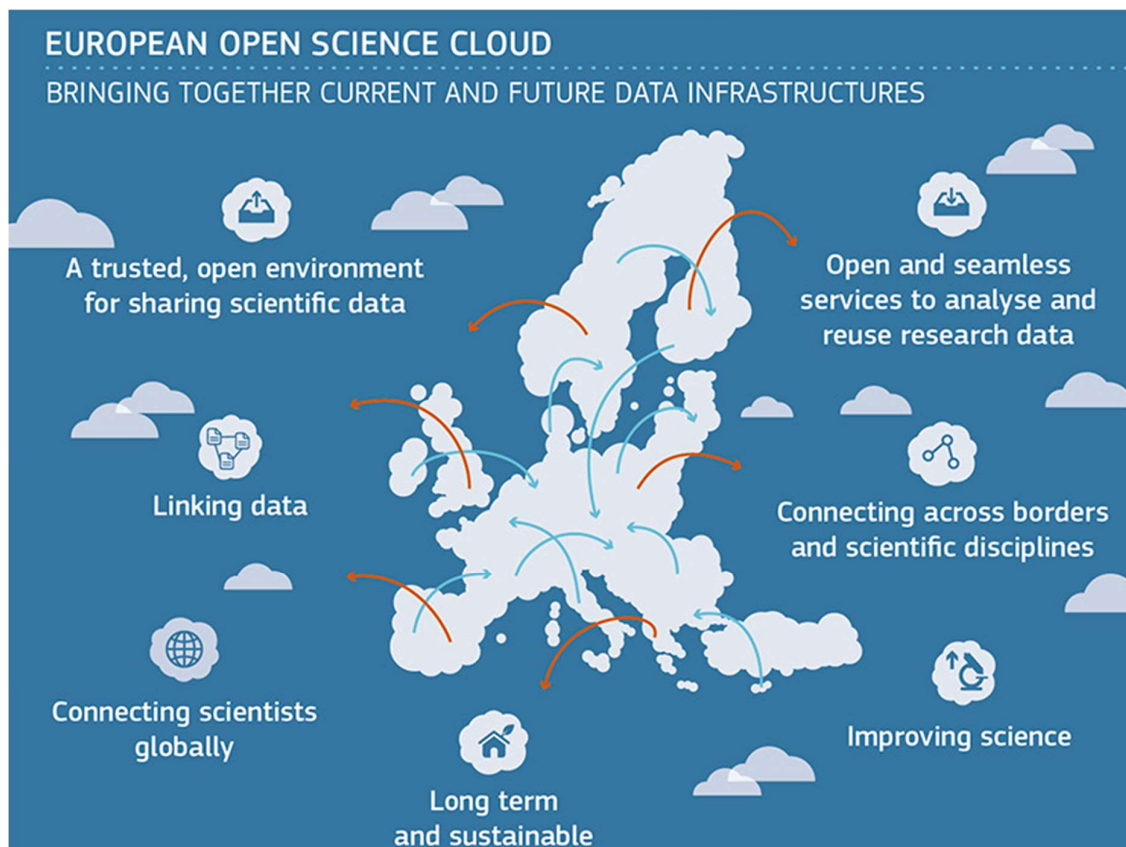 EUROPEAN OPEN SCIENCE CLOUD
BRINGING TOGETHER CURRENT AND FUTURE DATA INFRASTRUCTURES
A trusted, open environment
for sharing scientific data
Open and seamless
services to analyse and
reuse research data
Linking data
Connecting across borders
and scientific disciplines
Connecting scientists
globally
Improving science
Long term
and sustainable